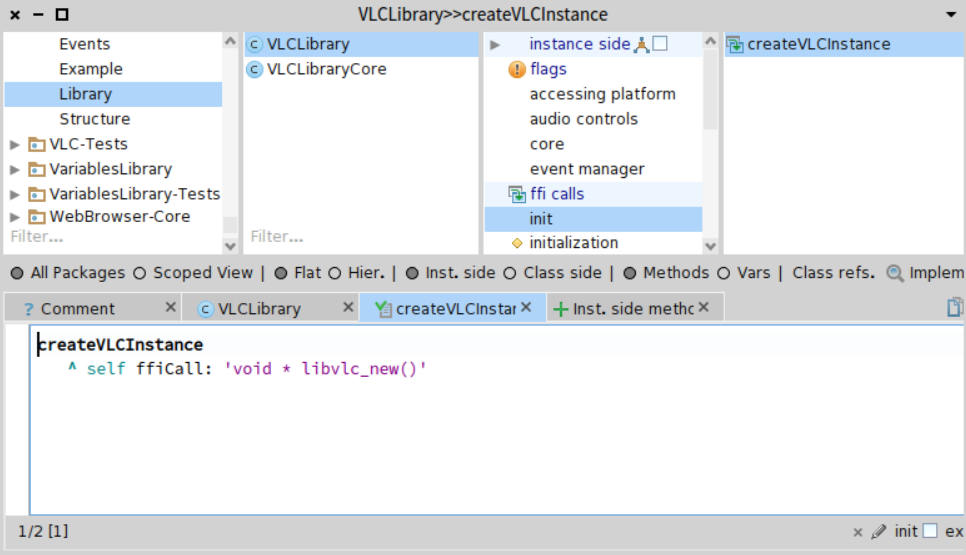 VLCLibrary>>createVLCInstance
Events
Example
Library
Structure
VLC-Tests
VariablesLibrary
VariablesLibrary-Tests
WebBrowser-Core
Filter...
VLCLibrary
VLCLibraryCore
Filter...
instance side
flags
accessing platform
audio controls
core
event manager
ffi calls
init
initialization
createVLCInstance
All Packages Scoped View | Flat Hier. | Inst. side Class side | Methods Vars | Class refs. Implem
? Comment VLCLibrary createVLCInstar Inst. side methc
createVLCInstance
^ self ffiCall: 'void * libvlc_new()'
1/2 [1] init ex